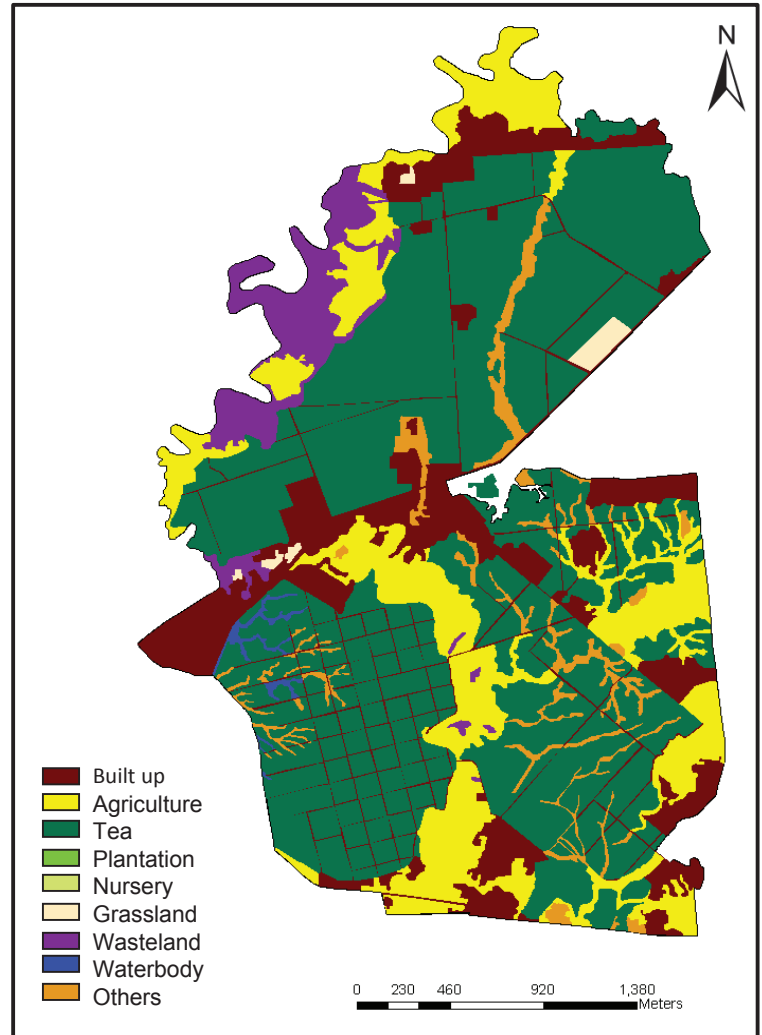 N
Built up
Agriculture
Tea
Plantation
Nursery
Grassland
Wasteland
Waterbody
Others
0 230 460 920 1,380
Meters